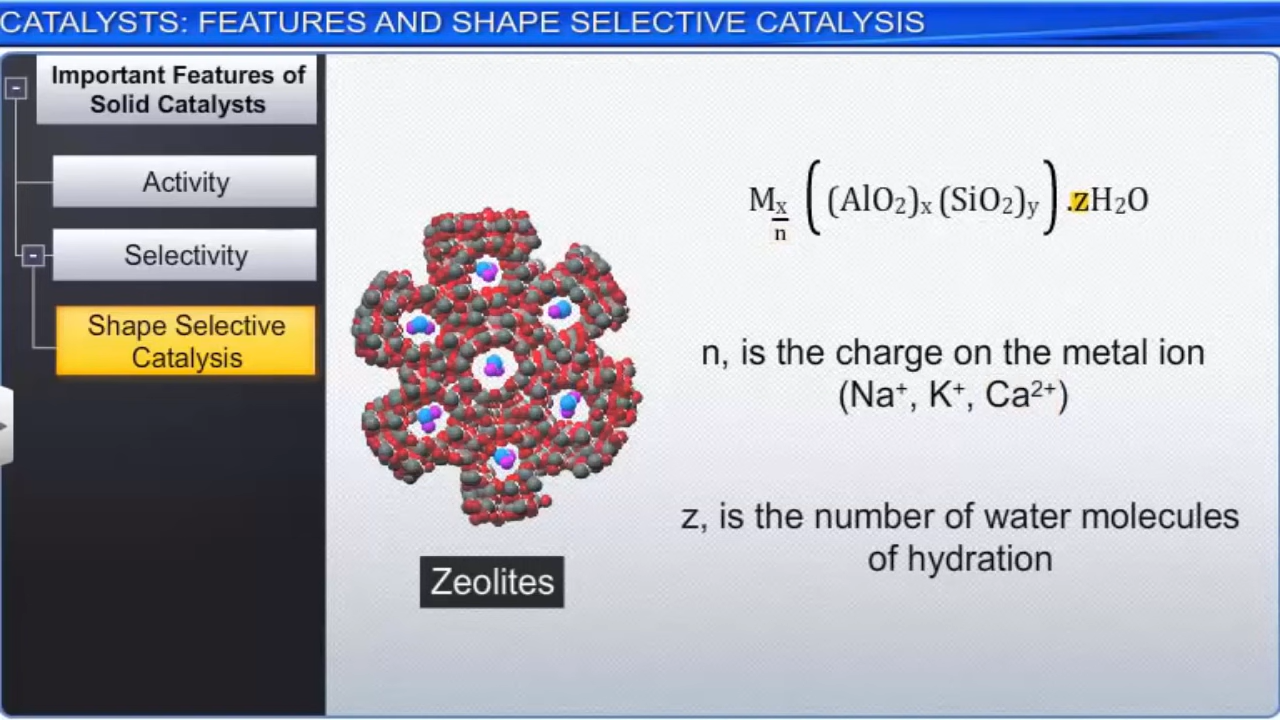 CATALYSTS: FEATURES AND SHAPE SELECTIVE CATALYSIS
Important Features of
Solid Catalysts
Activity
Selectivity
Shape Selective
Catalysis
Zeolites
Mx/n ((AlO₂)x (SiO₂)y) .zH₂O
n, is the charge on the metal ion
(Na⁺, K⁺, Ca²⁺)
z, is the number of water molecules
of hydration